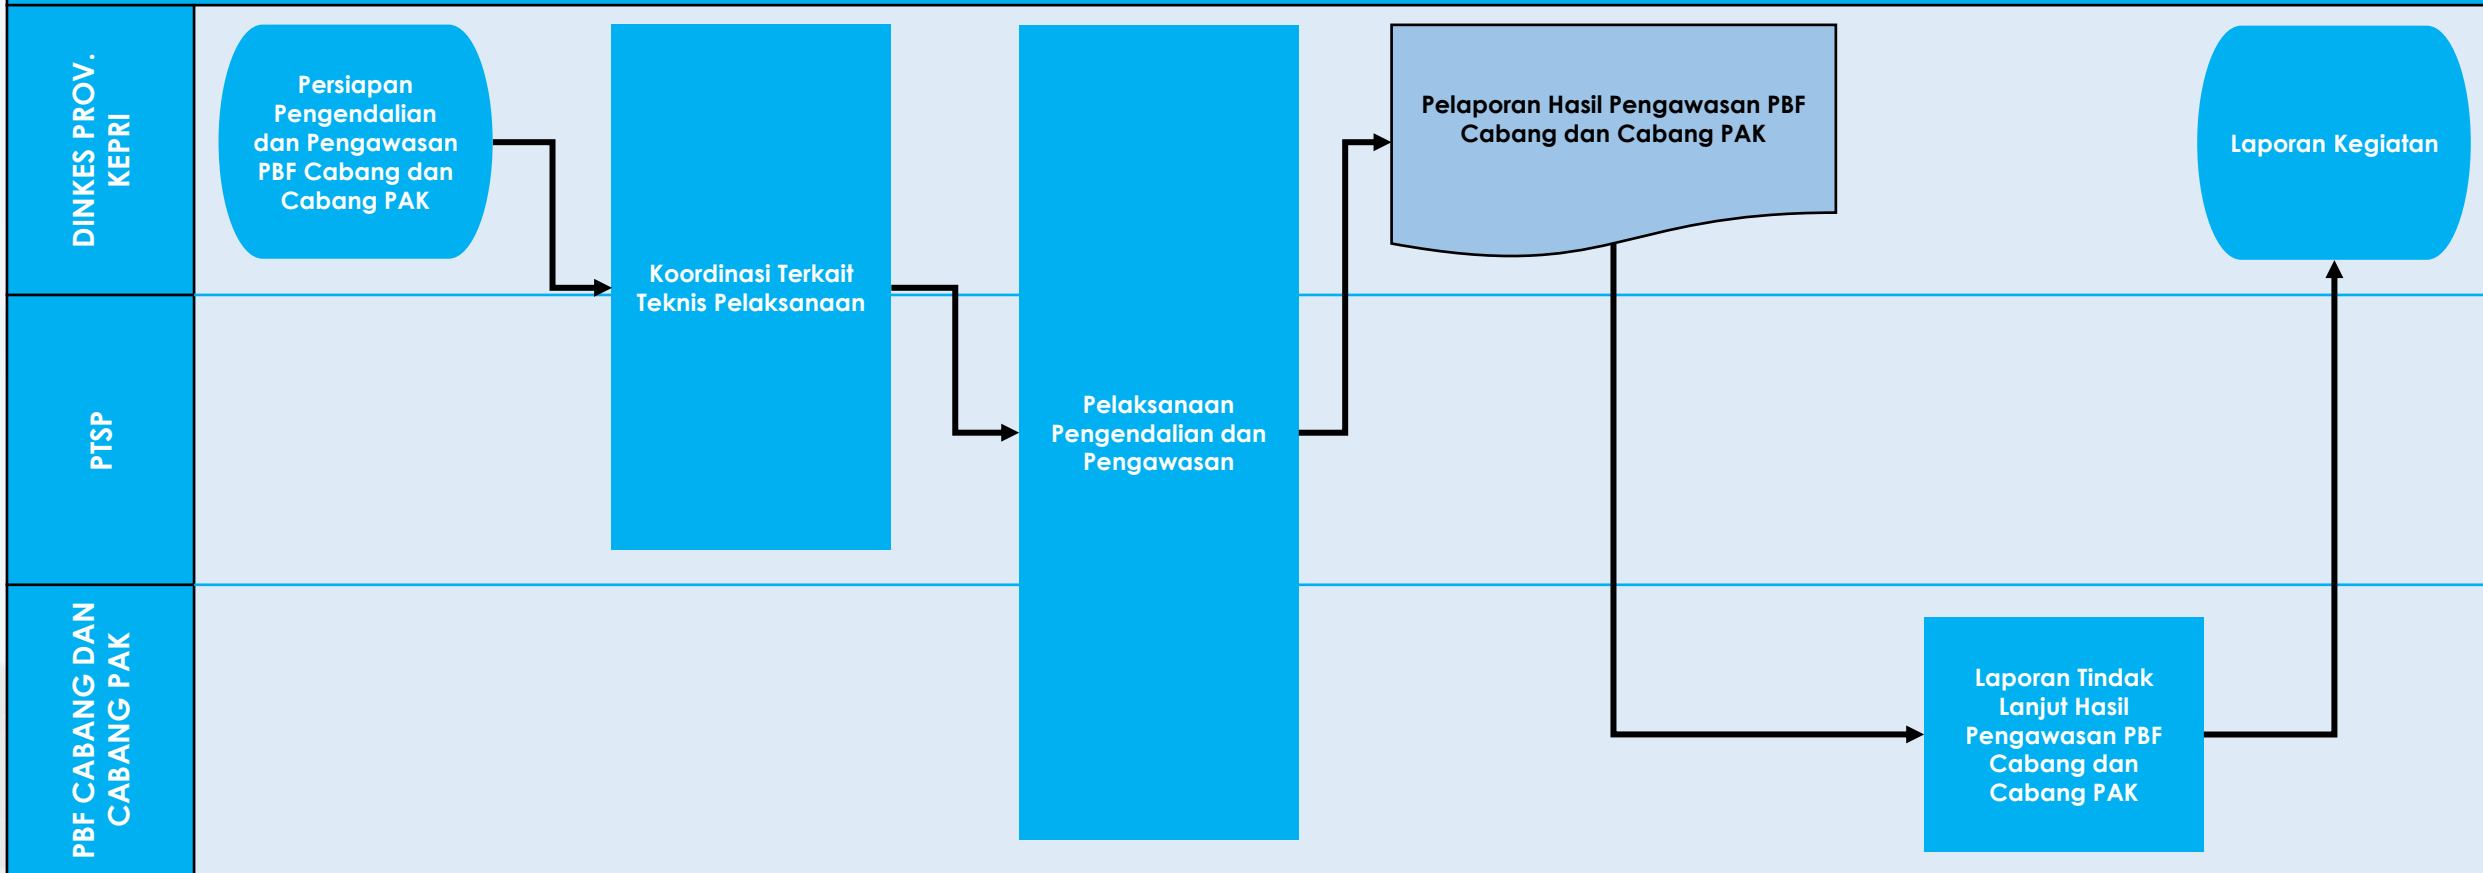 DINKES PROV.
KEPRI
Persiapan
Pengendalian
dan Pengawasan
PBF Cabang dan
Cabang PAK
Koordinasi Terkait
Teknis Pelaksanaan
Pelaksanaan
Pengendalian dan
Pengawasan
Pelaporan Hasil Pengawasan PBF
Cabang dan Cabang PAK
Laporan Kegiatan
PTSP
PBF CABANG DAN
CABANG PAK
Laporan Tindak
Lanjut Hasil
Pengawasan PBF
Cabang dan
Cabang PAK